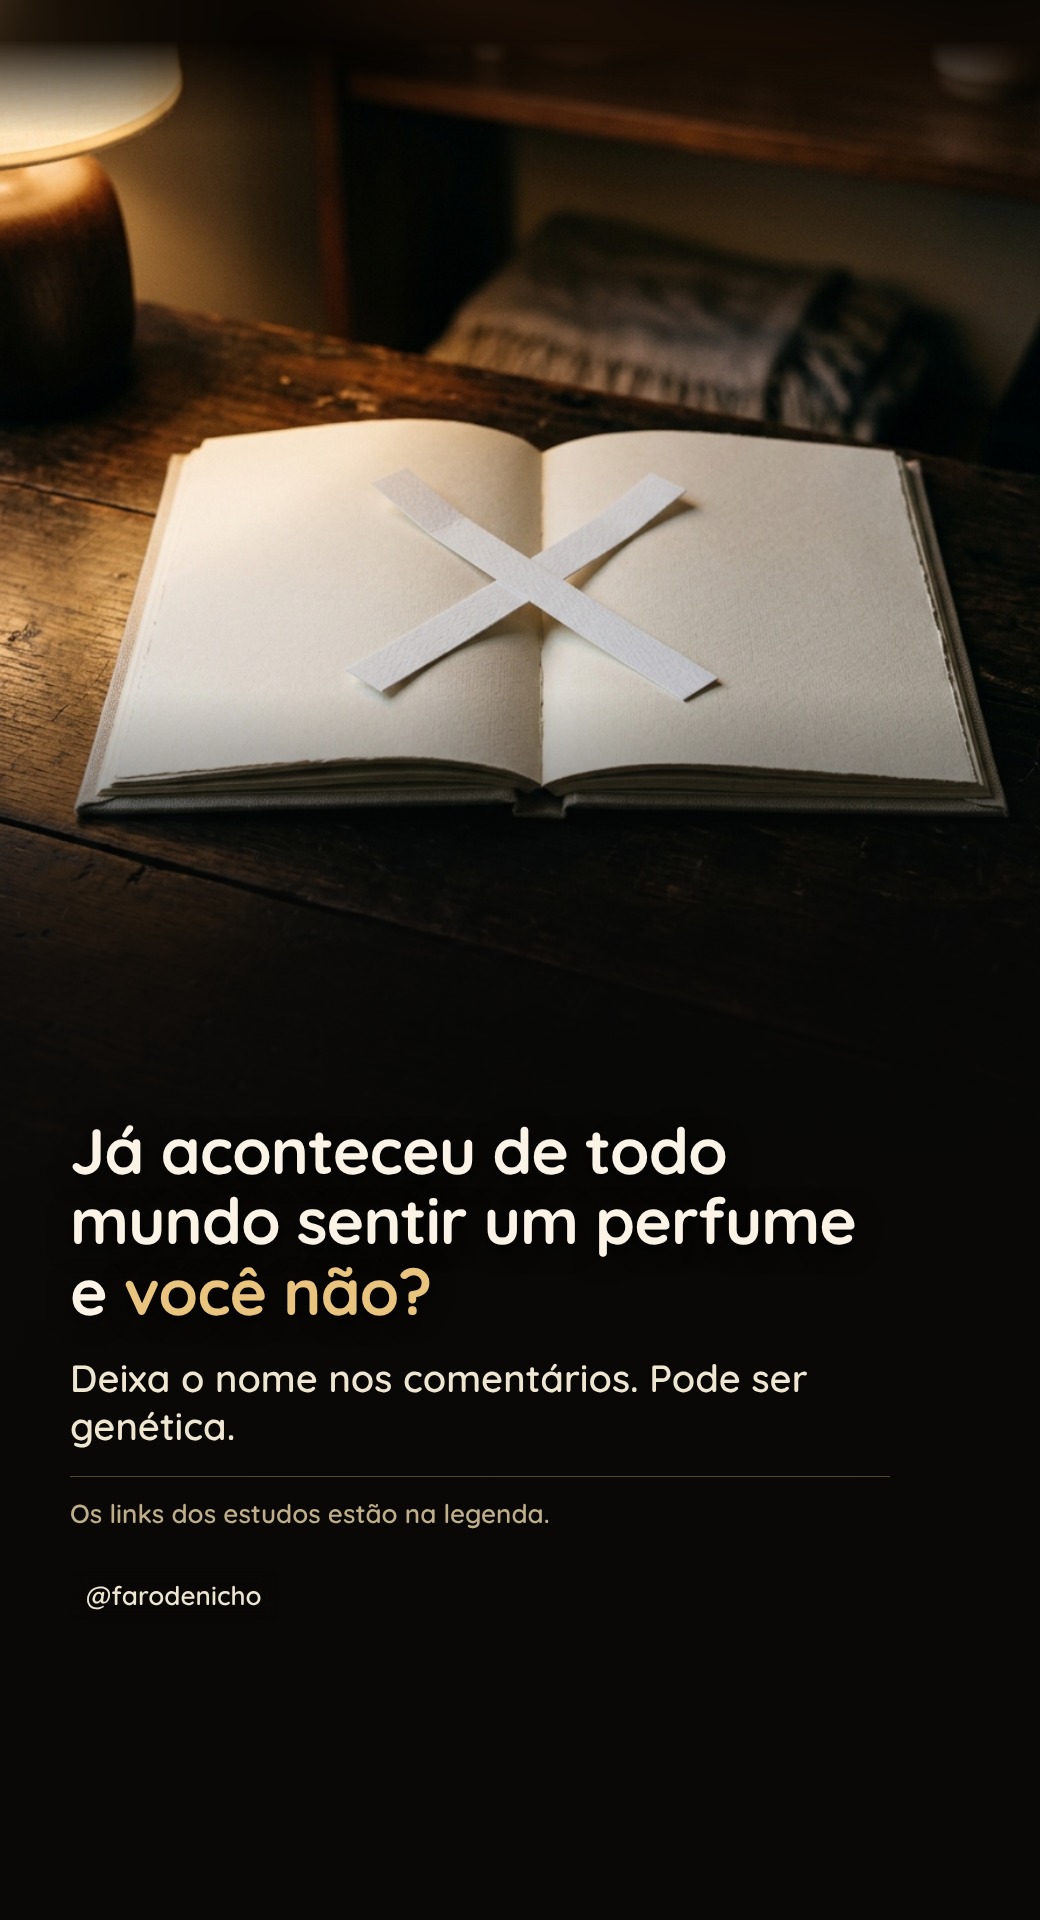 Já aconteceu de todo
mundo sentir um perfume
e você não?
Deixa o nome nos comentários. Pode ser
genética.
Os links dos estudos estão na legenda.
@farodenicho